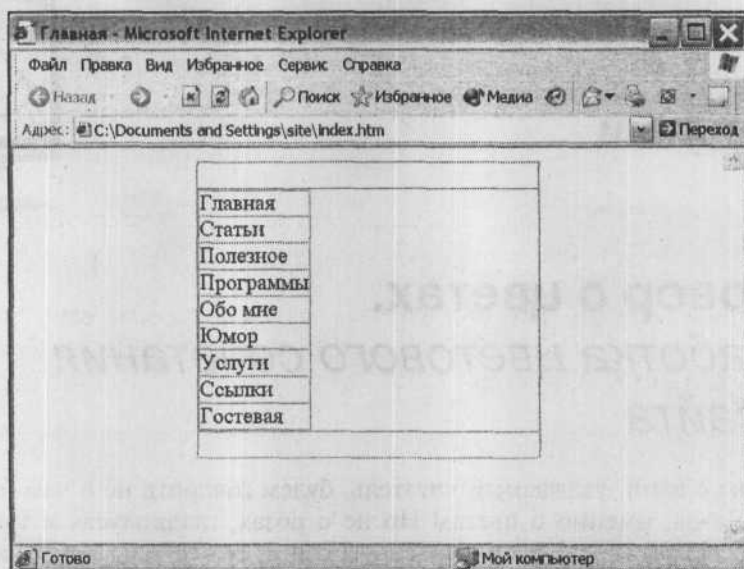 Главная - Microsoft Internet Explorer
Файл Правка Вид Избранное Сервис Справка
Назад Поиск Избранное Медиа
Адрес: C:\Documents and Settings\site\index.htm Переход
Главная
Статьи
Полезное
Программы
Обо мне
Юмор
Услуги
Ссылки
Гостевая
Готово Мой компьютер